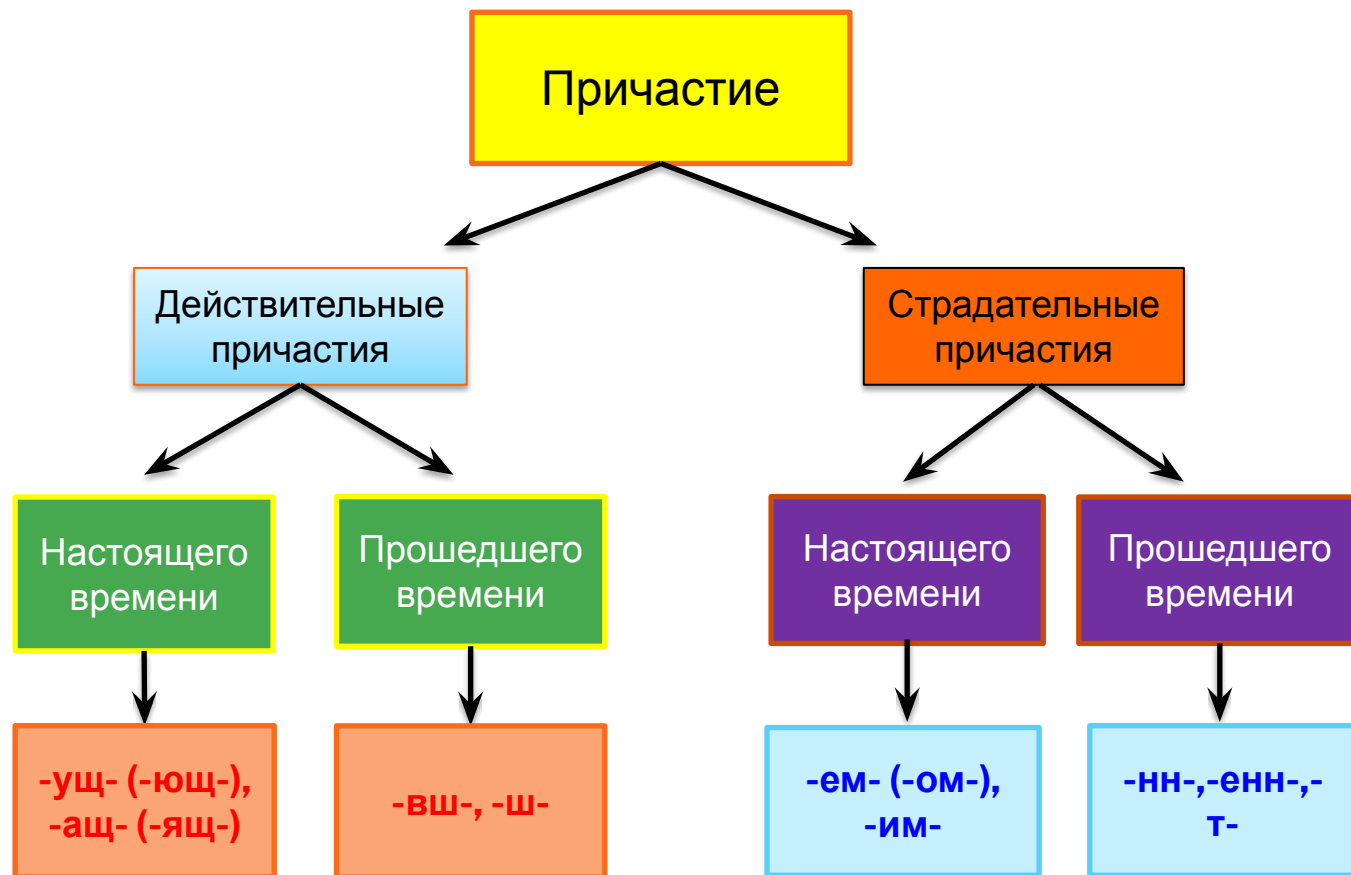 Причастие
Действительные
причастия
Страдательные
причастия
Настоящего
времени
Прошедшего
времени
Настоящего
времени
Прошедшего
времени
-ущ- (-ющ-),
-ащ- (-ящ-)
-вш-, -ш-
-ем- (-ом-),
-им-
-нн-,-енн-,-
т-